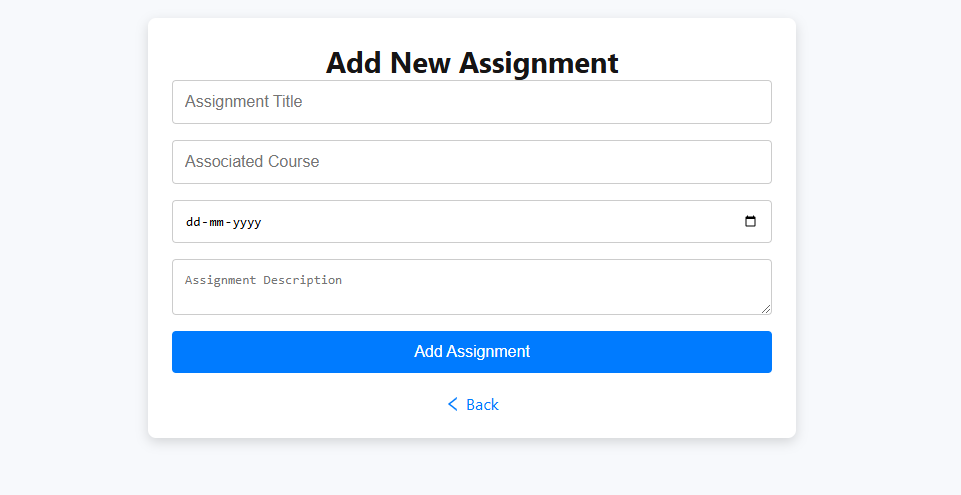 Add New Assignment
Assignment Title
Associated Course
dd-mm-yyyy
Assignment Description
Add Assignment
Back